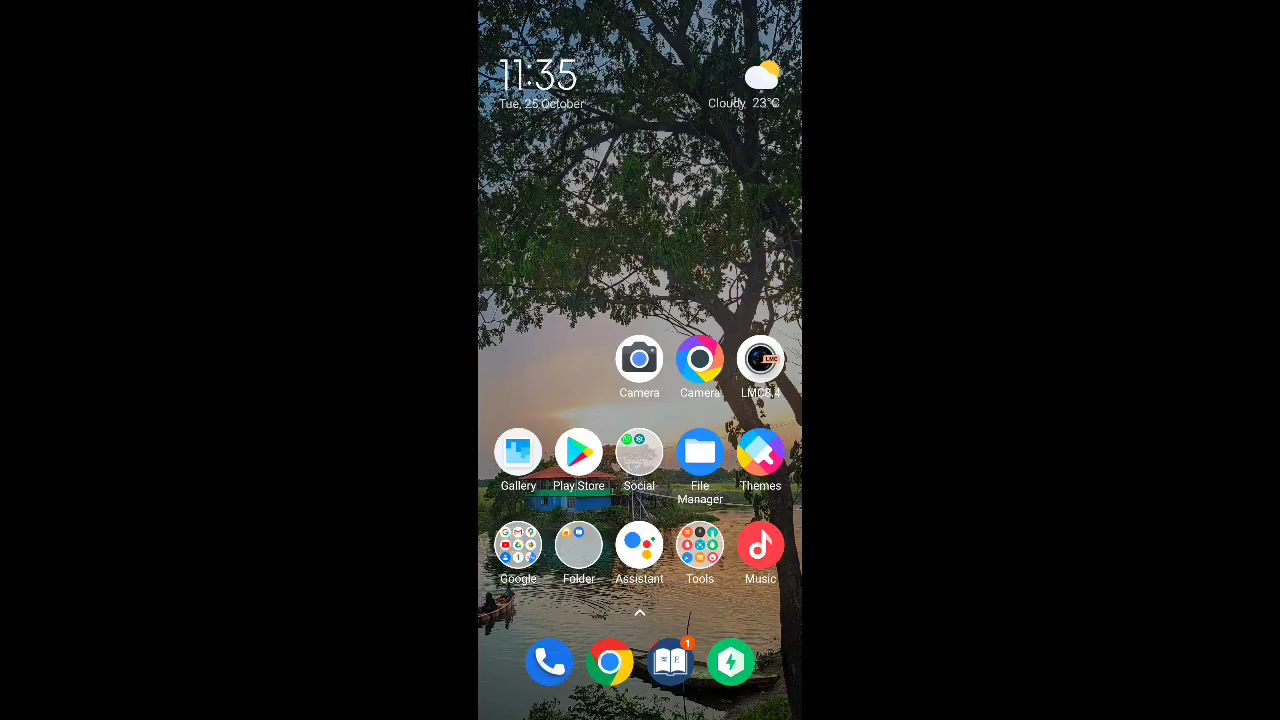 11:35
Tue, 25 October
Cloudy 23°C
Camera
Camera
LMC
LMC8.4
Gallery
Play Store
Social
File
Manager
Themes
Google
Folder
Assistant
Tools
Music
1